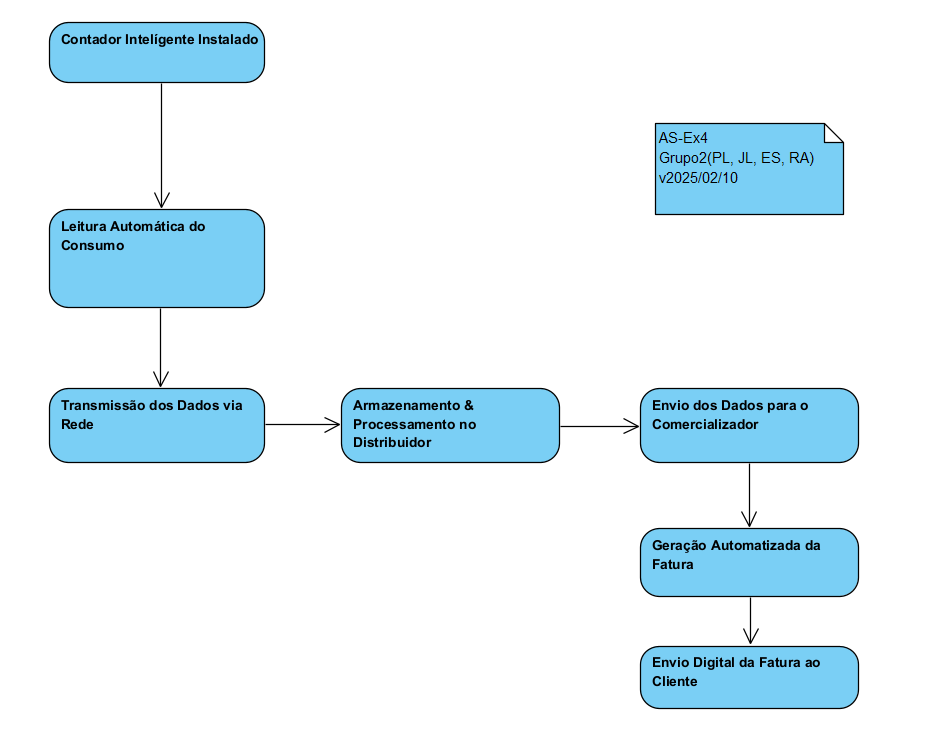 Contador Inteligente Instalado
AS-Ex4
Grupo2(PL, JL, ES, RA)
v2025/02/10
Leitura Automática do
Consumo
Transmissão dos Dados via
Rede
Armazenamento &
Processamento no
Distribuidor
Envio dos Dados para o
Comercializador
Geração Automatizada da
Fatura
Envio Digital da Fatura ao
Cliente